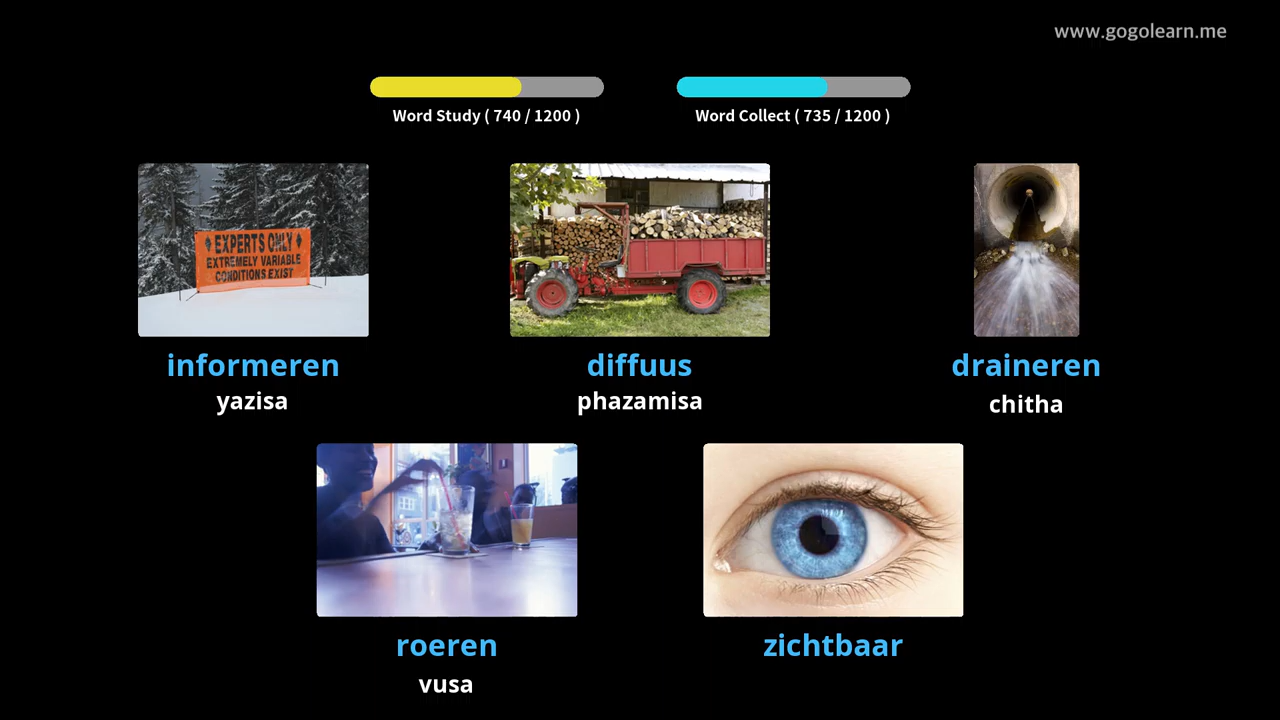 www.gogolearn.me
Word Study ( 740 / 1200 )
Word Collect ( 735 / 1200 )
EXPERTS ONLY
EXTREMELY VARIABLE
CONDITIONS EXIST
informeren
yazisa
diffuus
phazamisa
draineren
chitha
roeren
vusa
zichtbaar